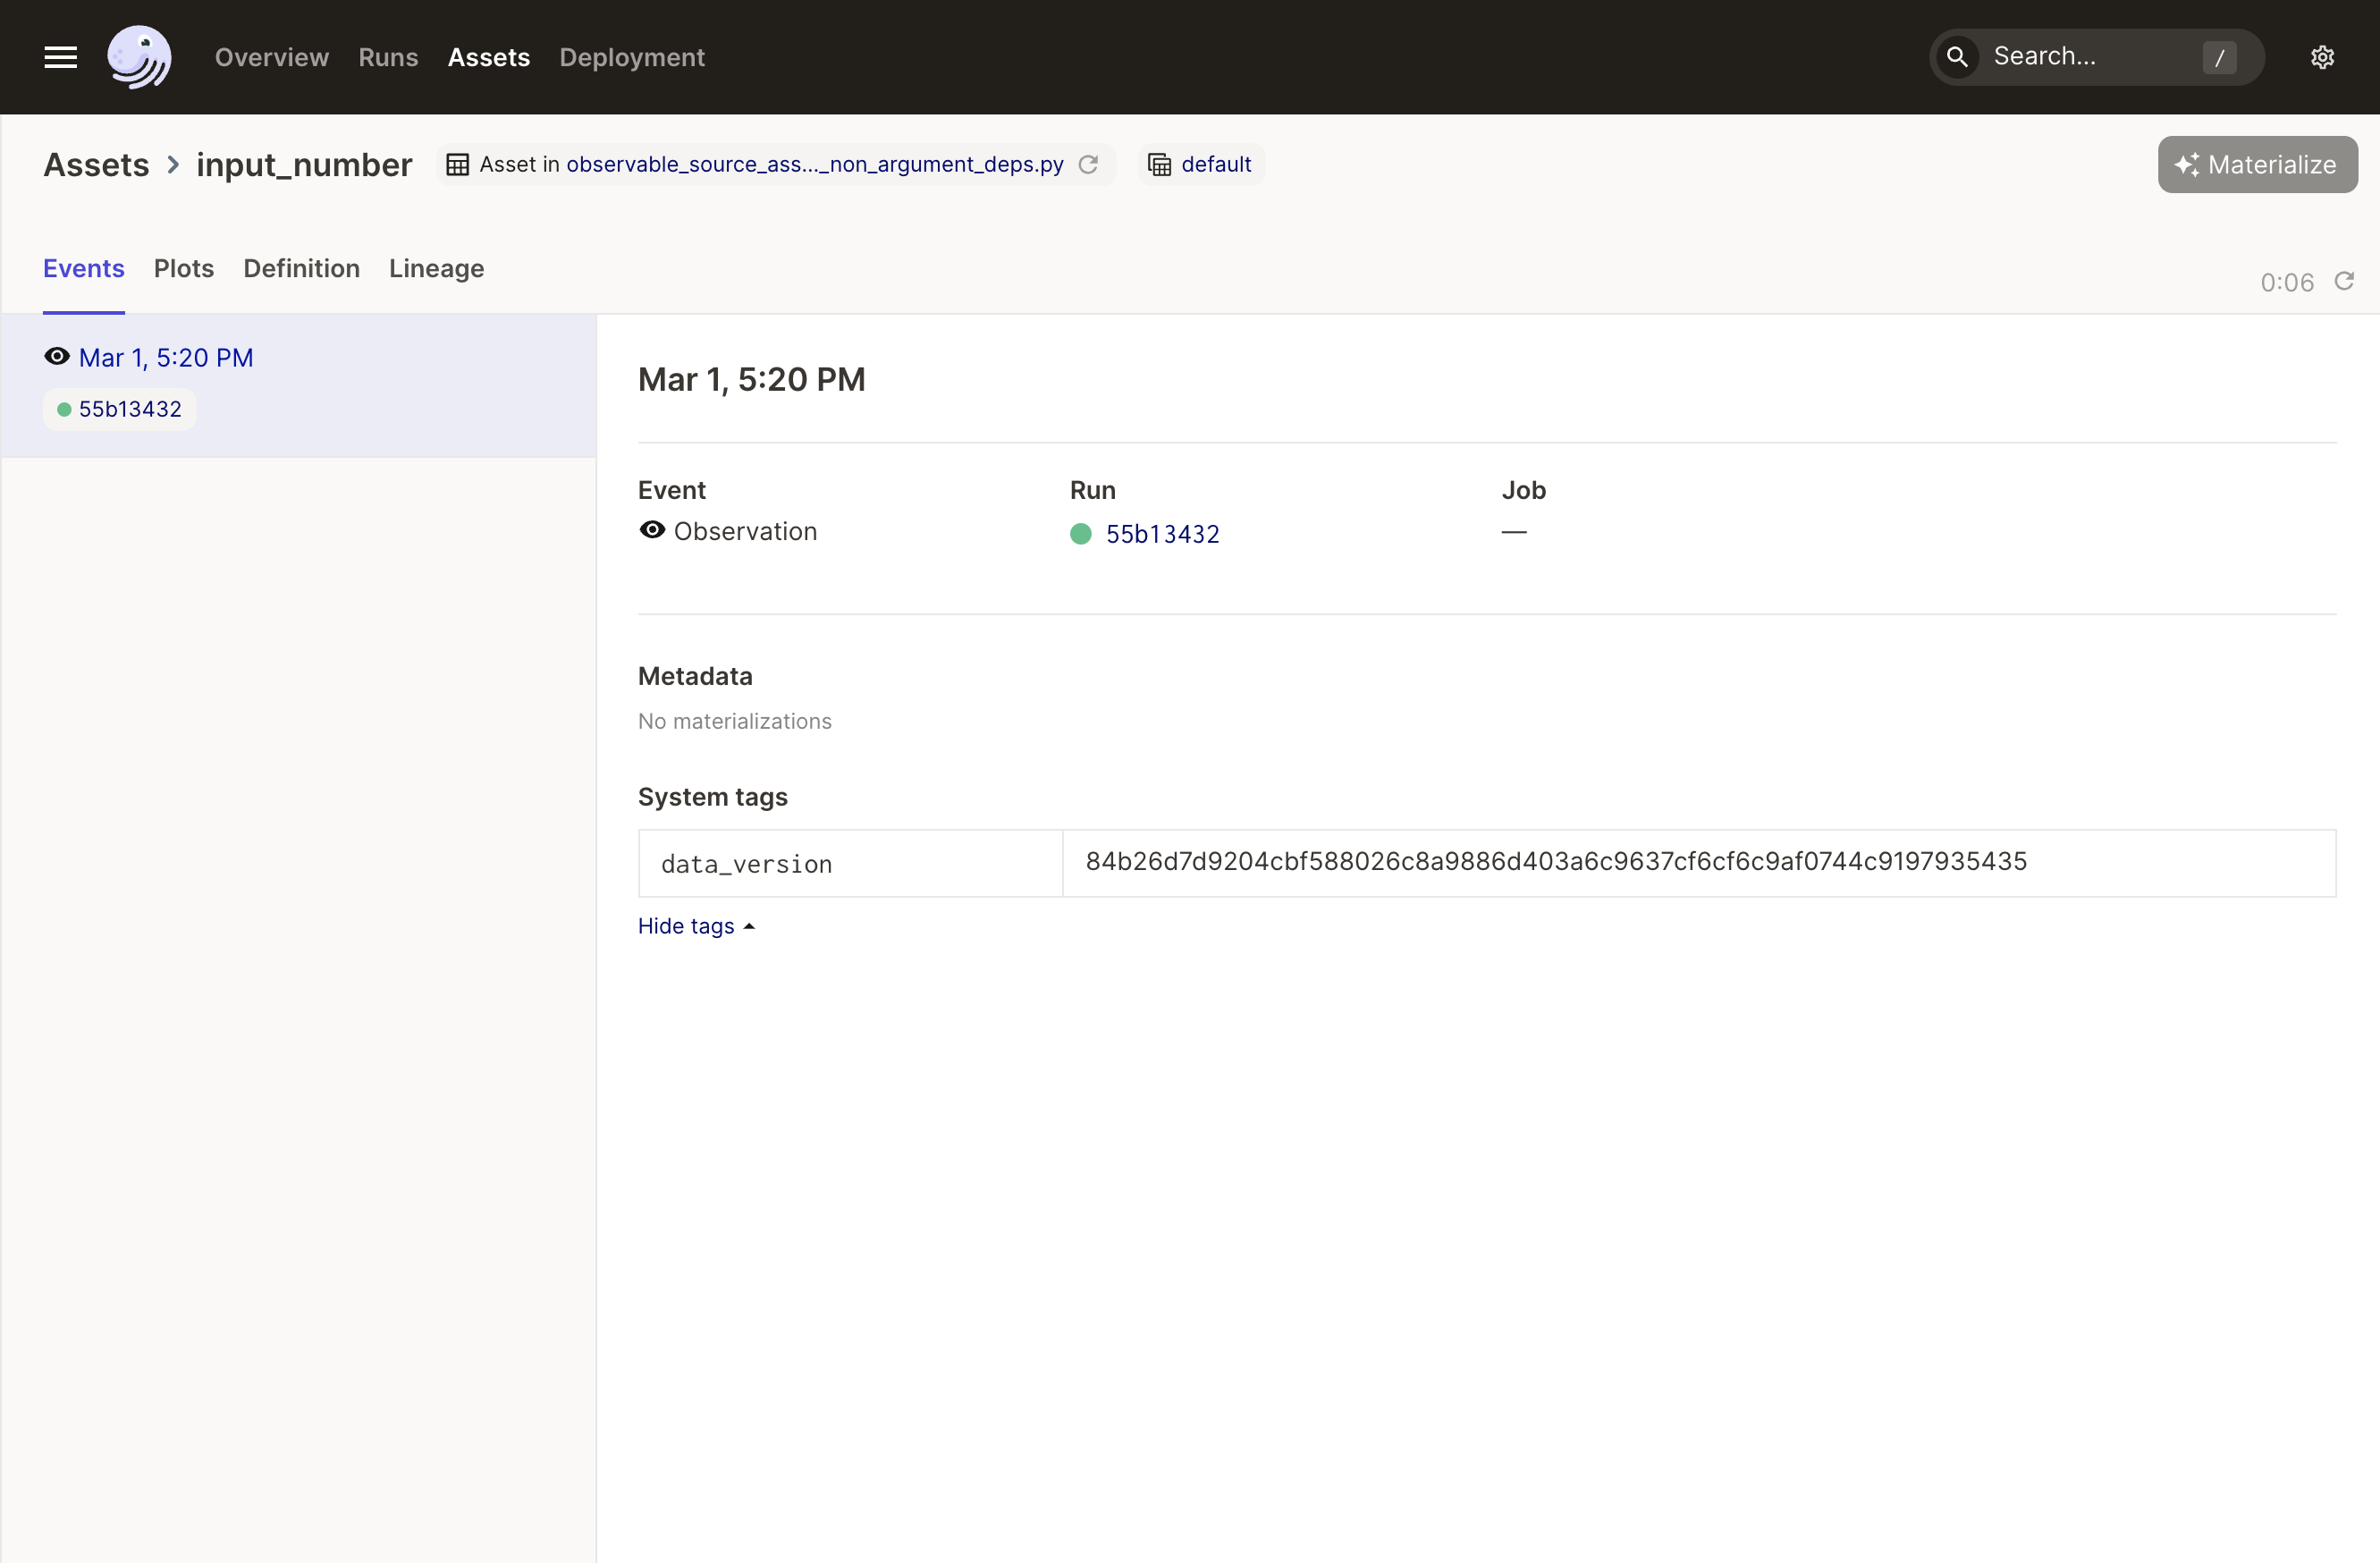 Overview Runs Assets Deployment Search... /
Assets > input_number Asset in observable_source_ass..._non_argument_deps.py default Materialize
Events Plots Definition Lineage 0:06
Mar 1, 5:20 PM
55b13432
Mar 1, 5:20 PM
Event Run Job
Observation 55b13432 —
Metadata
No materializations
System tags
data_version 84b26d7d9204cbf588026c8a9886d403a6c9637cf6cf6c9af0744c9197935435
Hide tags